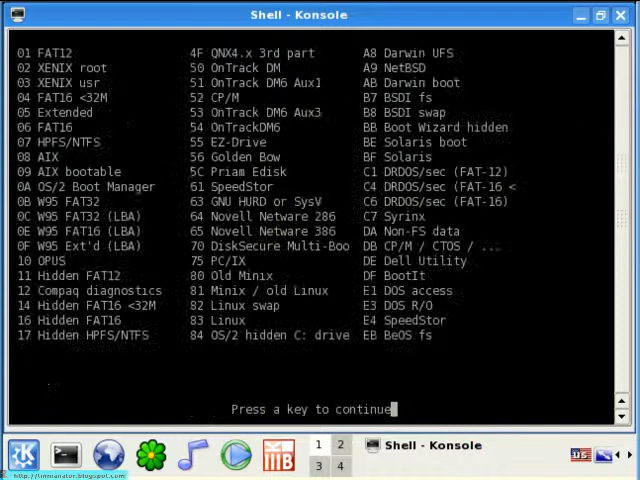 Shell - Konsole
01 FAT12 4F QNX4.x 3rd part A8 Darwin UFS
02 XENIX root 50 OnTrack DM A9 NetBSD
03 XENIX usr 51 OnTrack DM6 Aux1 AB Darwin boot
04 FAT16 <32M 52 CP/M B7 BSDI fs
05 Extended 53 OnTrack DM6 Aux3 B8 BSDI swap
06 FAT16 54 OnTrackDM6 BB Boot Wizard hidden
07 HPFS/NTFS 55 EZ-Drive BE Solaris boot
08 AIX 56 Golden Bow BF Solaris
09 AIX bootable 5C Priam Edisk C1 DRDOS/sec (FAT-12)
0A OS/2 Boot Manager 61 SpeedStor C4 DRDOS/sec (FAT-16 <
0B W95 FAT32 63 GNU HURD or SysV C6 DRDOS/sec (FAT-16)
0C W95 FAT32 (LBA) 64 Novell Netware 286 C7 Syrinx
0E W95 FAT16 (LBA) 65 Novell Netware 386 DA Non-FS data
0F W95 Ext'd (LBA) 70 DiskSecure Multi-Boo DB CP/M / CTOS / ...
10 OPUS 75 PC/IX DE Dell Utility
11 Hidden FAT12 80 Old Minix DF BootIt
12 Compaq diagnostics 81 Minix / old Linux E1 DOS access
14 Hidden FAT16 <32M 82 Linux swap E3 DOS R/O
16 Hidden FAT16 83 Linux E4 SpeedStor
17 Hidden HPFS/NTFS 84 OS/2 hidden C: drive EB BeOS fs
Press a key to continue
1 2 Shell - Konsole
3 4
US
http://inmanator.blogspot.com